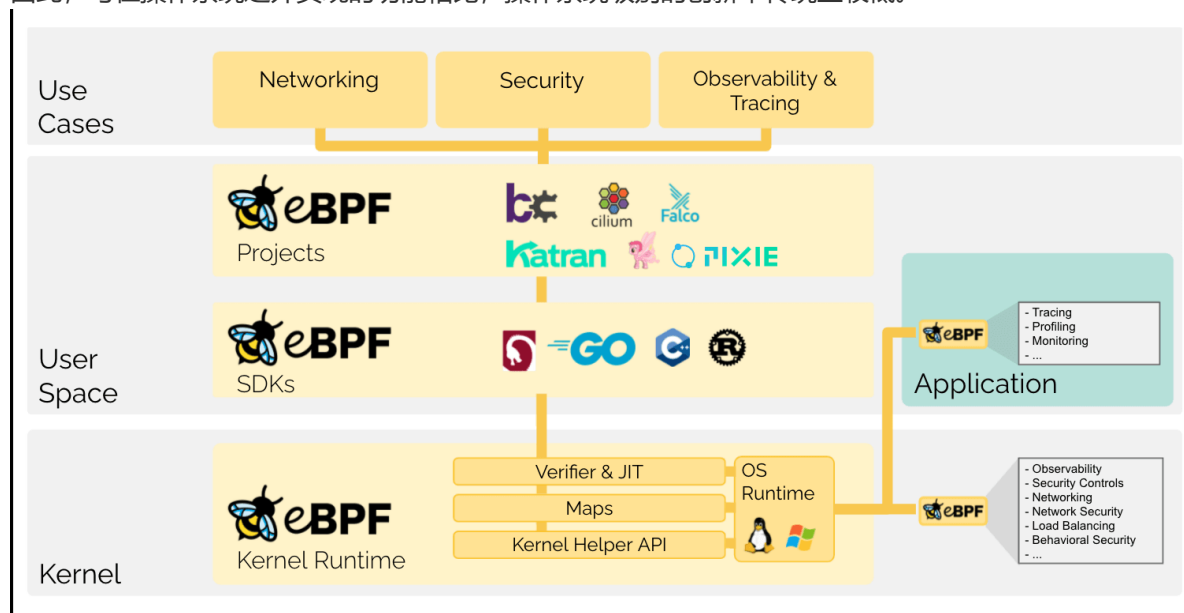 Use
Cases
Networking
Security
Observability &
Tracing
User
Space
eBPF
Projects
bcc
cilium
Falco
Katran
PIXIE
eBPF
SDKs
GO
C++
R
Application
eBPF
- Tracing
- Profiling
- Monitoring
- ...
Kernel
eBPF
Kernel Runtime
Verifier & JIT
Maps
Kernel Helper API
OS
Runtime
eBPF
- Observability
- Security Controls
- Networking
- Network Security
- Load Balancing
- Behavioral Security
- ...